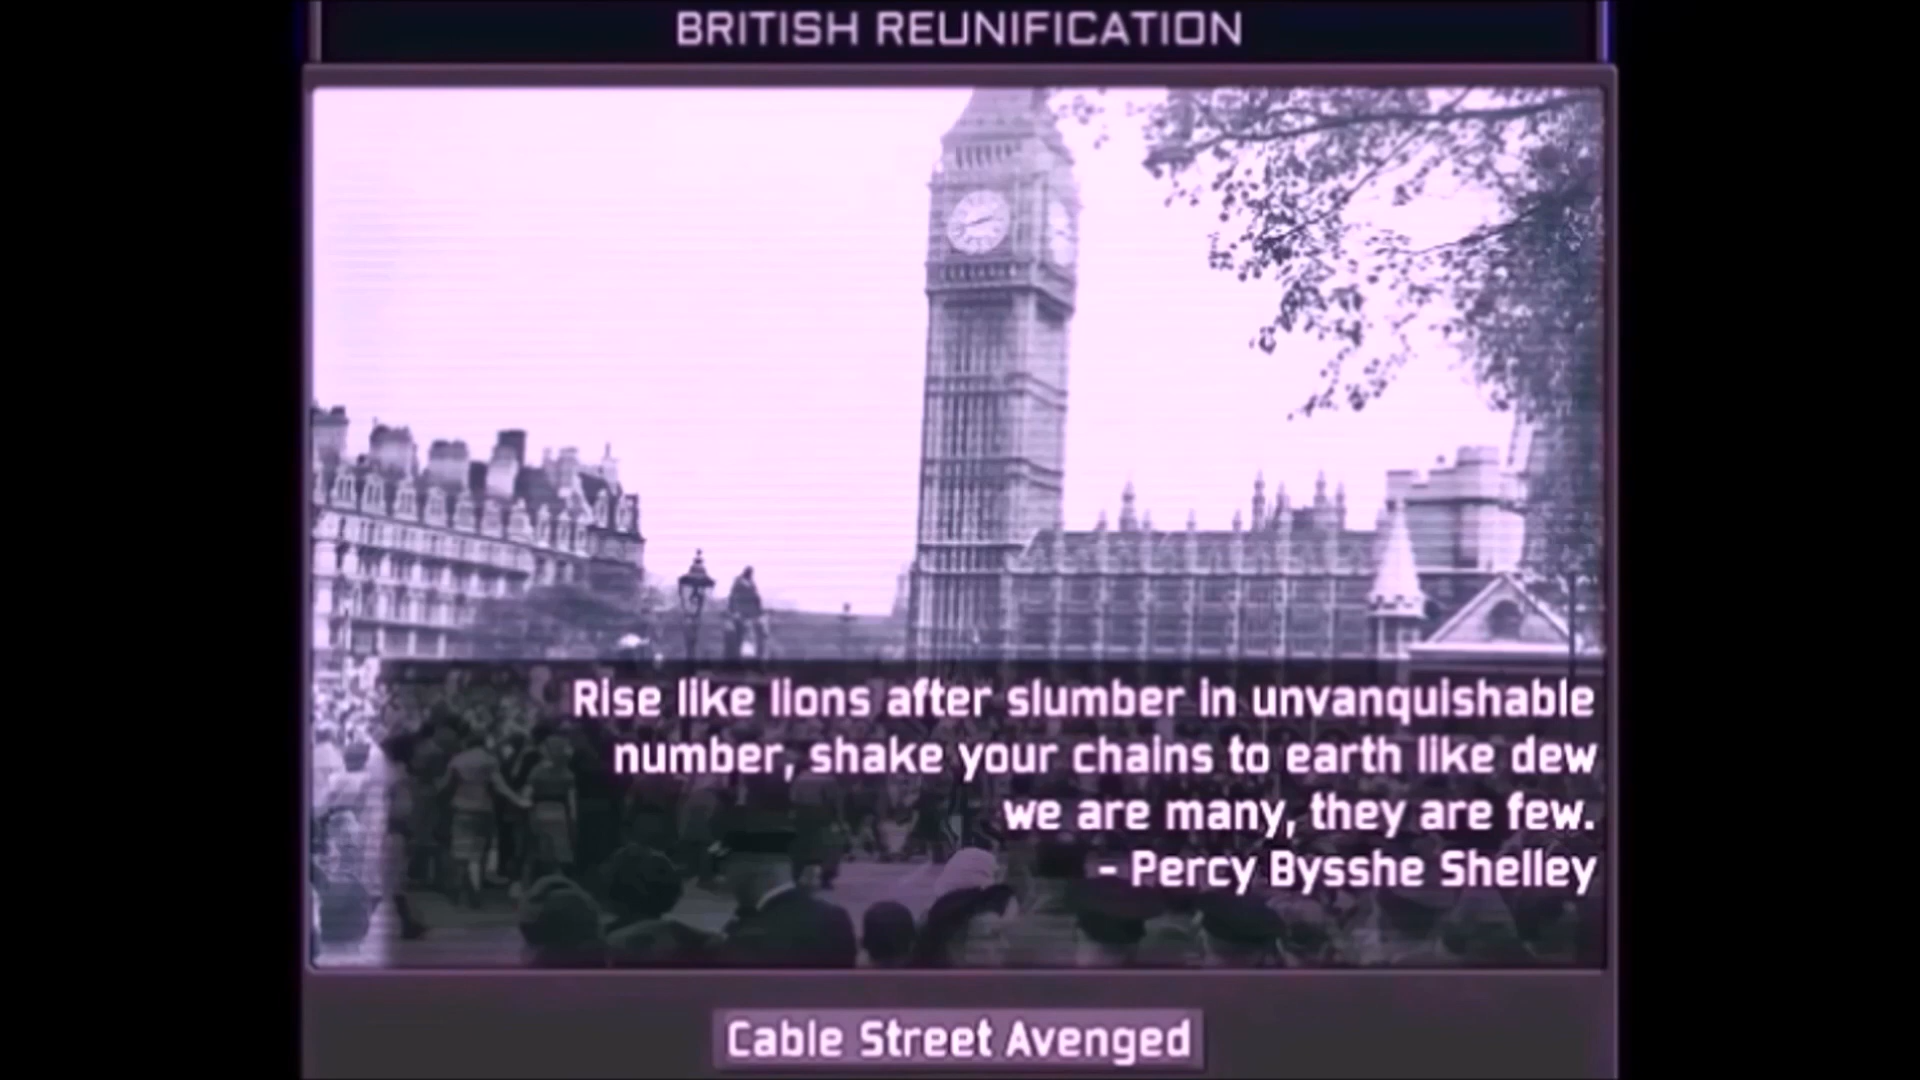 BRITISH REUNIFICATION
Rise like lions after slumber in unvanquishable
number, shake your chains to earth like dew
we are many, they are few.
- Percy Bysshe Shelley
Cable Street Avenged